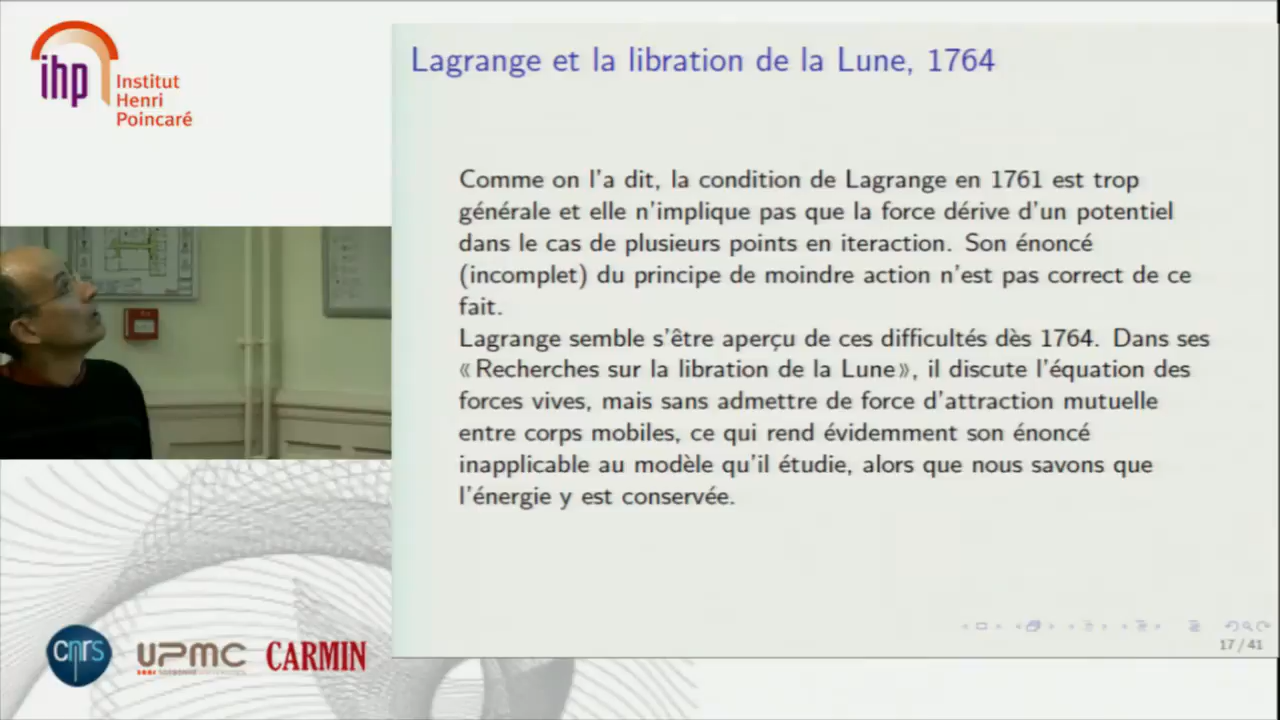 ihp
Institut
Henri
Poincaré
Lagrange et la libration de la Lune, 1764
Comme on l'a dit, la condition de Lagrange en 1761 est trop
générale et elle n'implique pas que la force dérive d'un potentiel
dans le cas de plusieurs points en iteraction. Son énoncé
(incomplet) du principe de moindre action n'est pas correct de ce
fait.
Lagrange semble s'être aperçu de ces difficultés dès 1764. Dans ses
«Recherches sur la libration de la Lune», il discute l'équation des
forces vives, mais sans admettre de force d'attraction mutuelle
entre corps mobiles, ce qui rend évidemment son énoncé
inapplicable au modèle qu'il étudie, alors que nous savons que
l'énergie y est conservée.
17/41
cnrs
UPMC
CARMIN